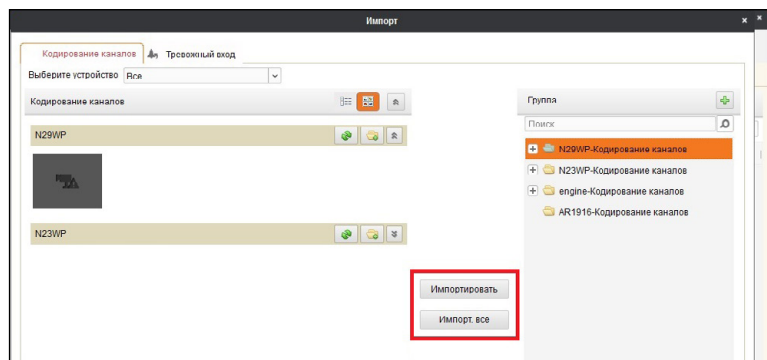 Импорт
Кодирование каналов
Тревожный вход
Выберите устройство Все
Кодирование каналов
N29WP
N23WP
Импортировать
Импорт. все
Группа
Поиск
N29WP-Кодирование каналов
N23WP-Кодирование каналов
engine-Кодирование каналов
AR1916-Кодирование каналов